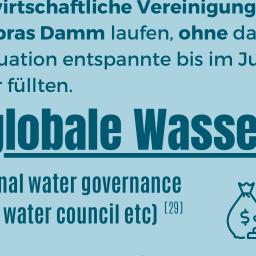 wirtschaftliche Vereinigung
bras Damm laufen, ohne da
uation entspannte bis im Ju
füllten.
globale Wasse
nal water governance
water council etc) [29]
$